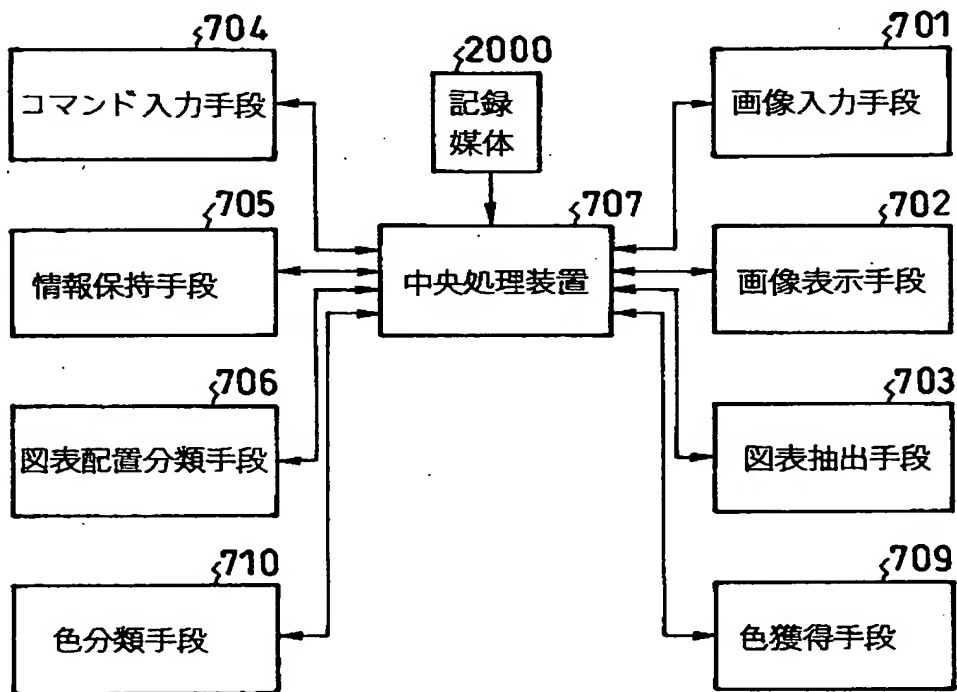 704
コマンド入力手段
2000
記録
媒体
701
画像入力手段
705
情報保持手段
707
中央処理装置
702
画像表示手段
706
図表配置分類手段
703
図表抽出手段
710
色分類手段
709
色獲得手段